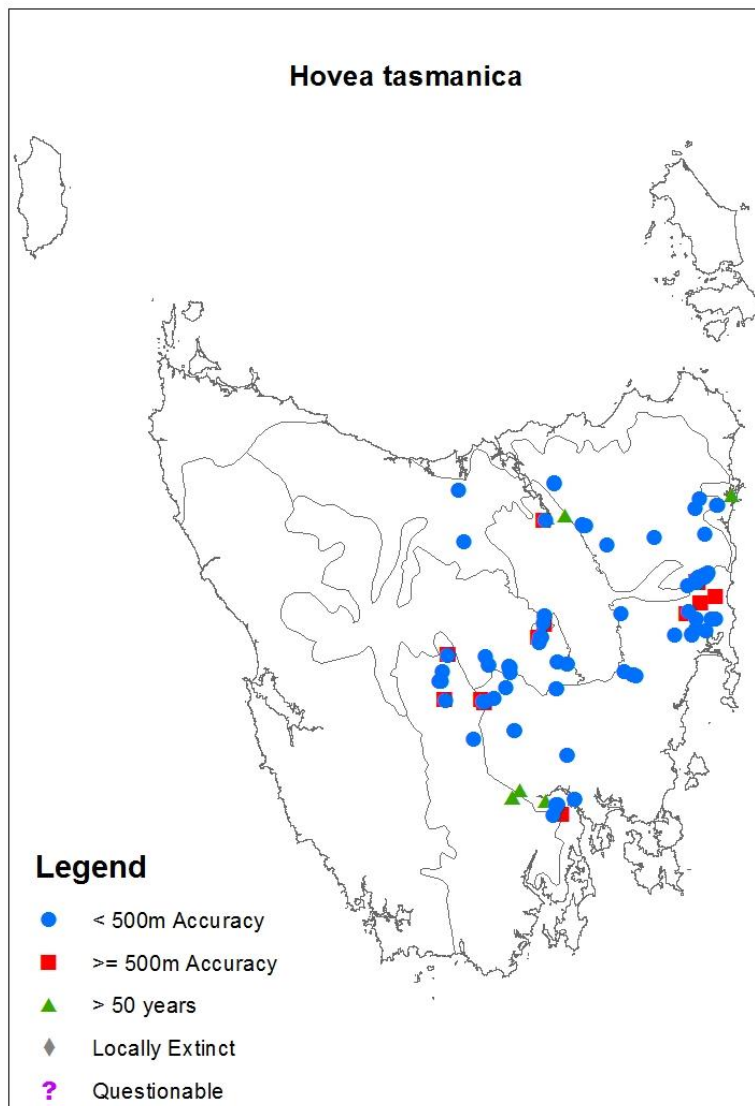 Hovea tasmanica
Legend
< 500m Accuracy
>= 500m Accuracy
> 50 years
Locally Extinct
? Questionable